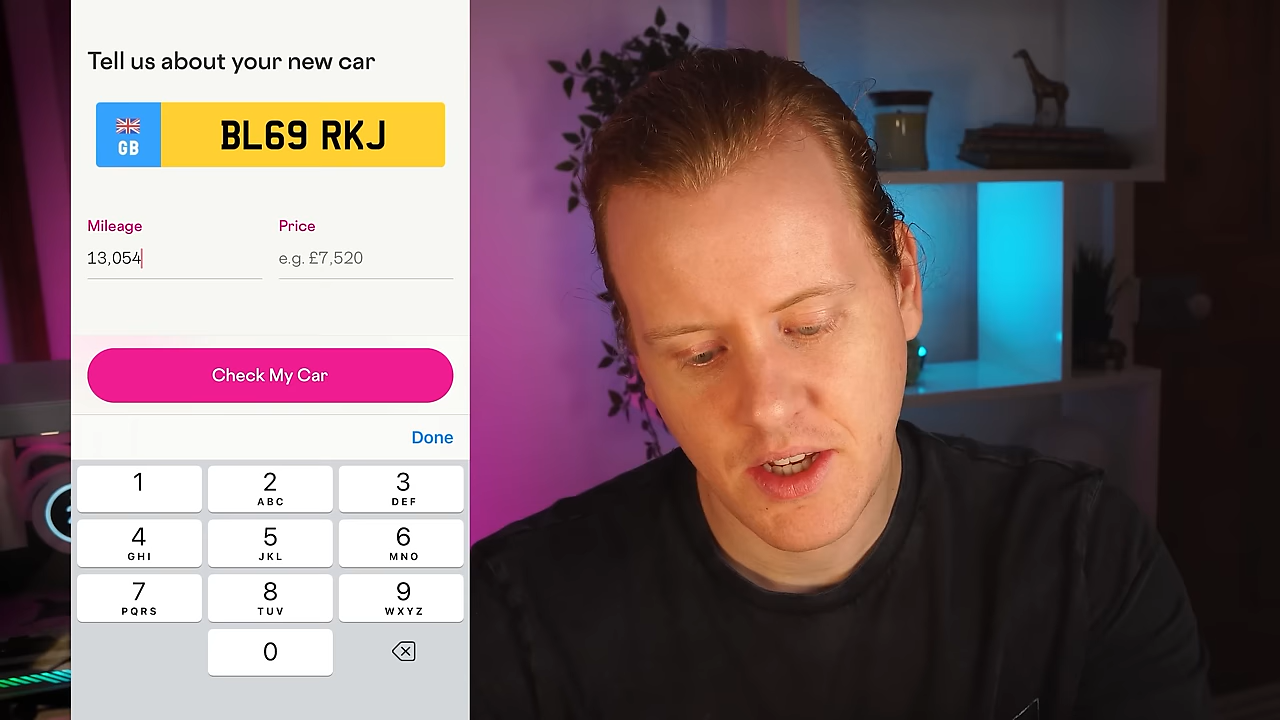 Tell us about your new car
GB
BL69 RKJ
Mileage
Price
13,054
e.g. £7,520
Check My Car
Done
1
2
ABC
3
DEF
4
GHI
5
JKL
6
MNO
7
PQRS
8
TUV
9
WXYZ
0